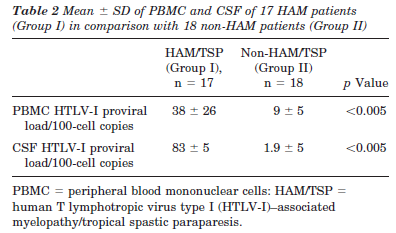 Table 2 Mean ± SD of PBMC and CSF of 17 HAM patients
(Group I) in comparison with 18 non-HAM patients (Group II)
HAM/TSP Non-HAM/TSP
(Group I), (Group II)
n = 17 n = 18 p Value
PBMC HTLV-I proviral 38 ± 26 9 ± 5 <0.005
load/100-cell copies
CSF HTLV-I proviral 83 ± 5 1.9 ± 5 <0.005
load/100-cell copies
PBMC = peripheral blood mononuclear cells: HAM/TSP =
human T lymphotropic virus type I (HTLV-I)–associated
myelopathy/tropical spastic paraparesis.